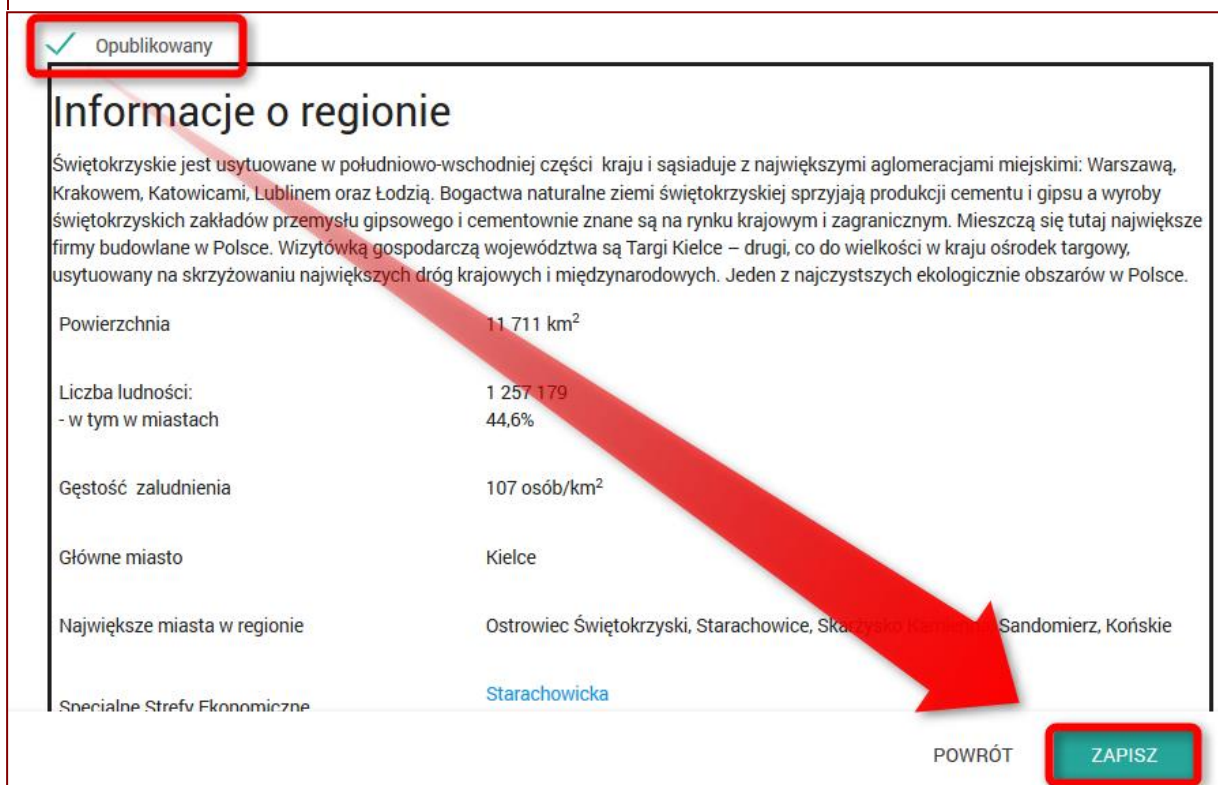 Opublikowany
Informacje o regionie
Świętokrzyskie jest usytuowane w południowo-wschodniej części kraju i sąsiaduje z największymi aglomeracjami miejskimi: Warszawą,
Krakowem, Katowicami, Lublinem oraz Łodzią. Bogactwa naturalne ziemi świętokrzyskiej sprzyjają produkcji cementu i gipsu a wyroby
świętokrzyskich zakładów przemysłu gipsowego i cementownie znane są na rynku krajowym i zagranicznym. Mieszczą się tutaj największe
firmy budowlane w Polsce. Wizytówką gospodarczą województwa są Targi Kielce – drugi, co do wielkości w kraju ośrodek targowy,
usytuowany na skrzyżowaniu największych dróg krajowych i międzynarodowych. Jeden z najczystszych ekologicznie obszarów w Polsce.
Powierzchnia 11 711 km²
Liczba ludności: 1 257 179
- w tym w miastach 44,6%
Gęstość zaludnienia 107 osób/km²
Główne miasto Kielce
Największe miasta w regionie Ostrowiec Świętokrzyski, Starachowice, Skarżysko Kamienna, Sandomierz, Końskie
Starachowicka
Specjalne Strefy Ekonomiczne
POWRÓT ZAPISZ